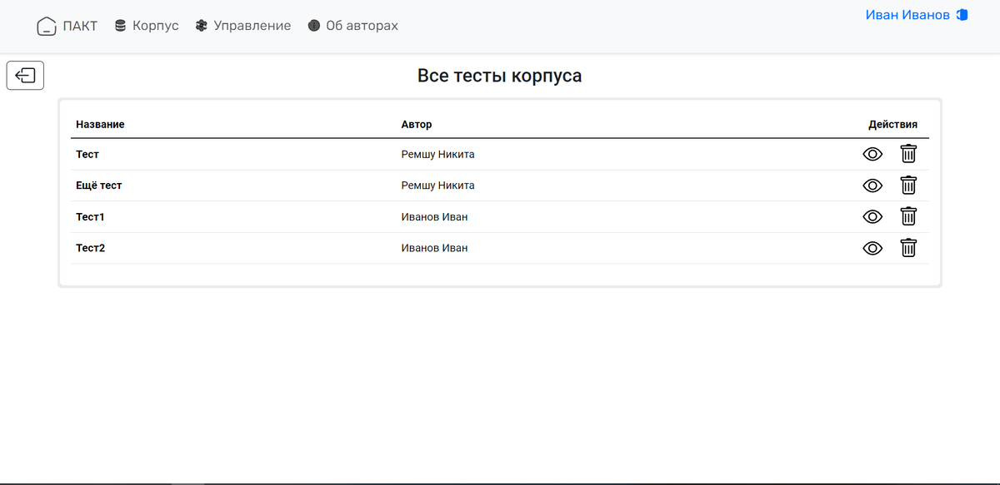 ПАКТ Корпус Управление Об авторах Иван Иванов
Все тесты корпуса
Название Автор Действия
Тест Ремшу Никита
Ещё тест Ремшу Никита
Тест1 Иванов Иван
Тест2 Иванов Иван